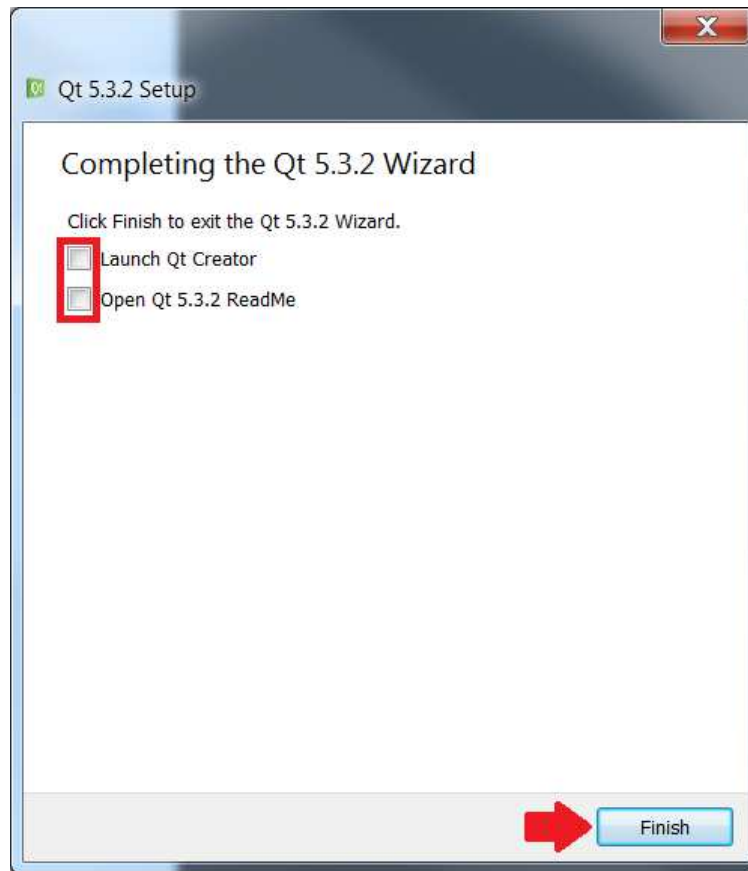 Qt 5.3.2 Setup
Completing the Qt 5.3.2 Wizard
Click Finish to exit the Qt 5.3.2 Wizard.
Launch Qt Creator
Open Qt 5.3.2 ReadMe
Finish